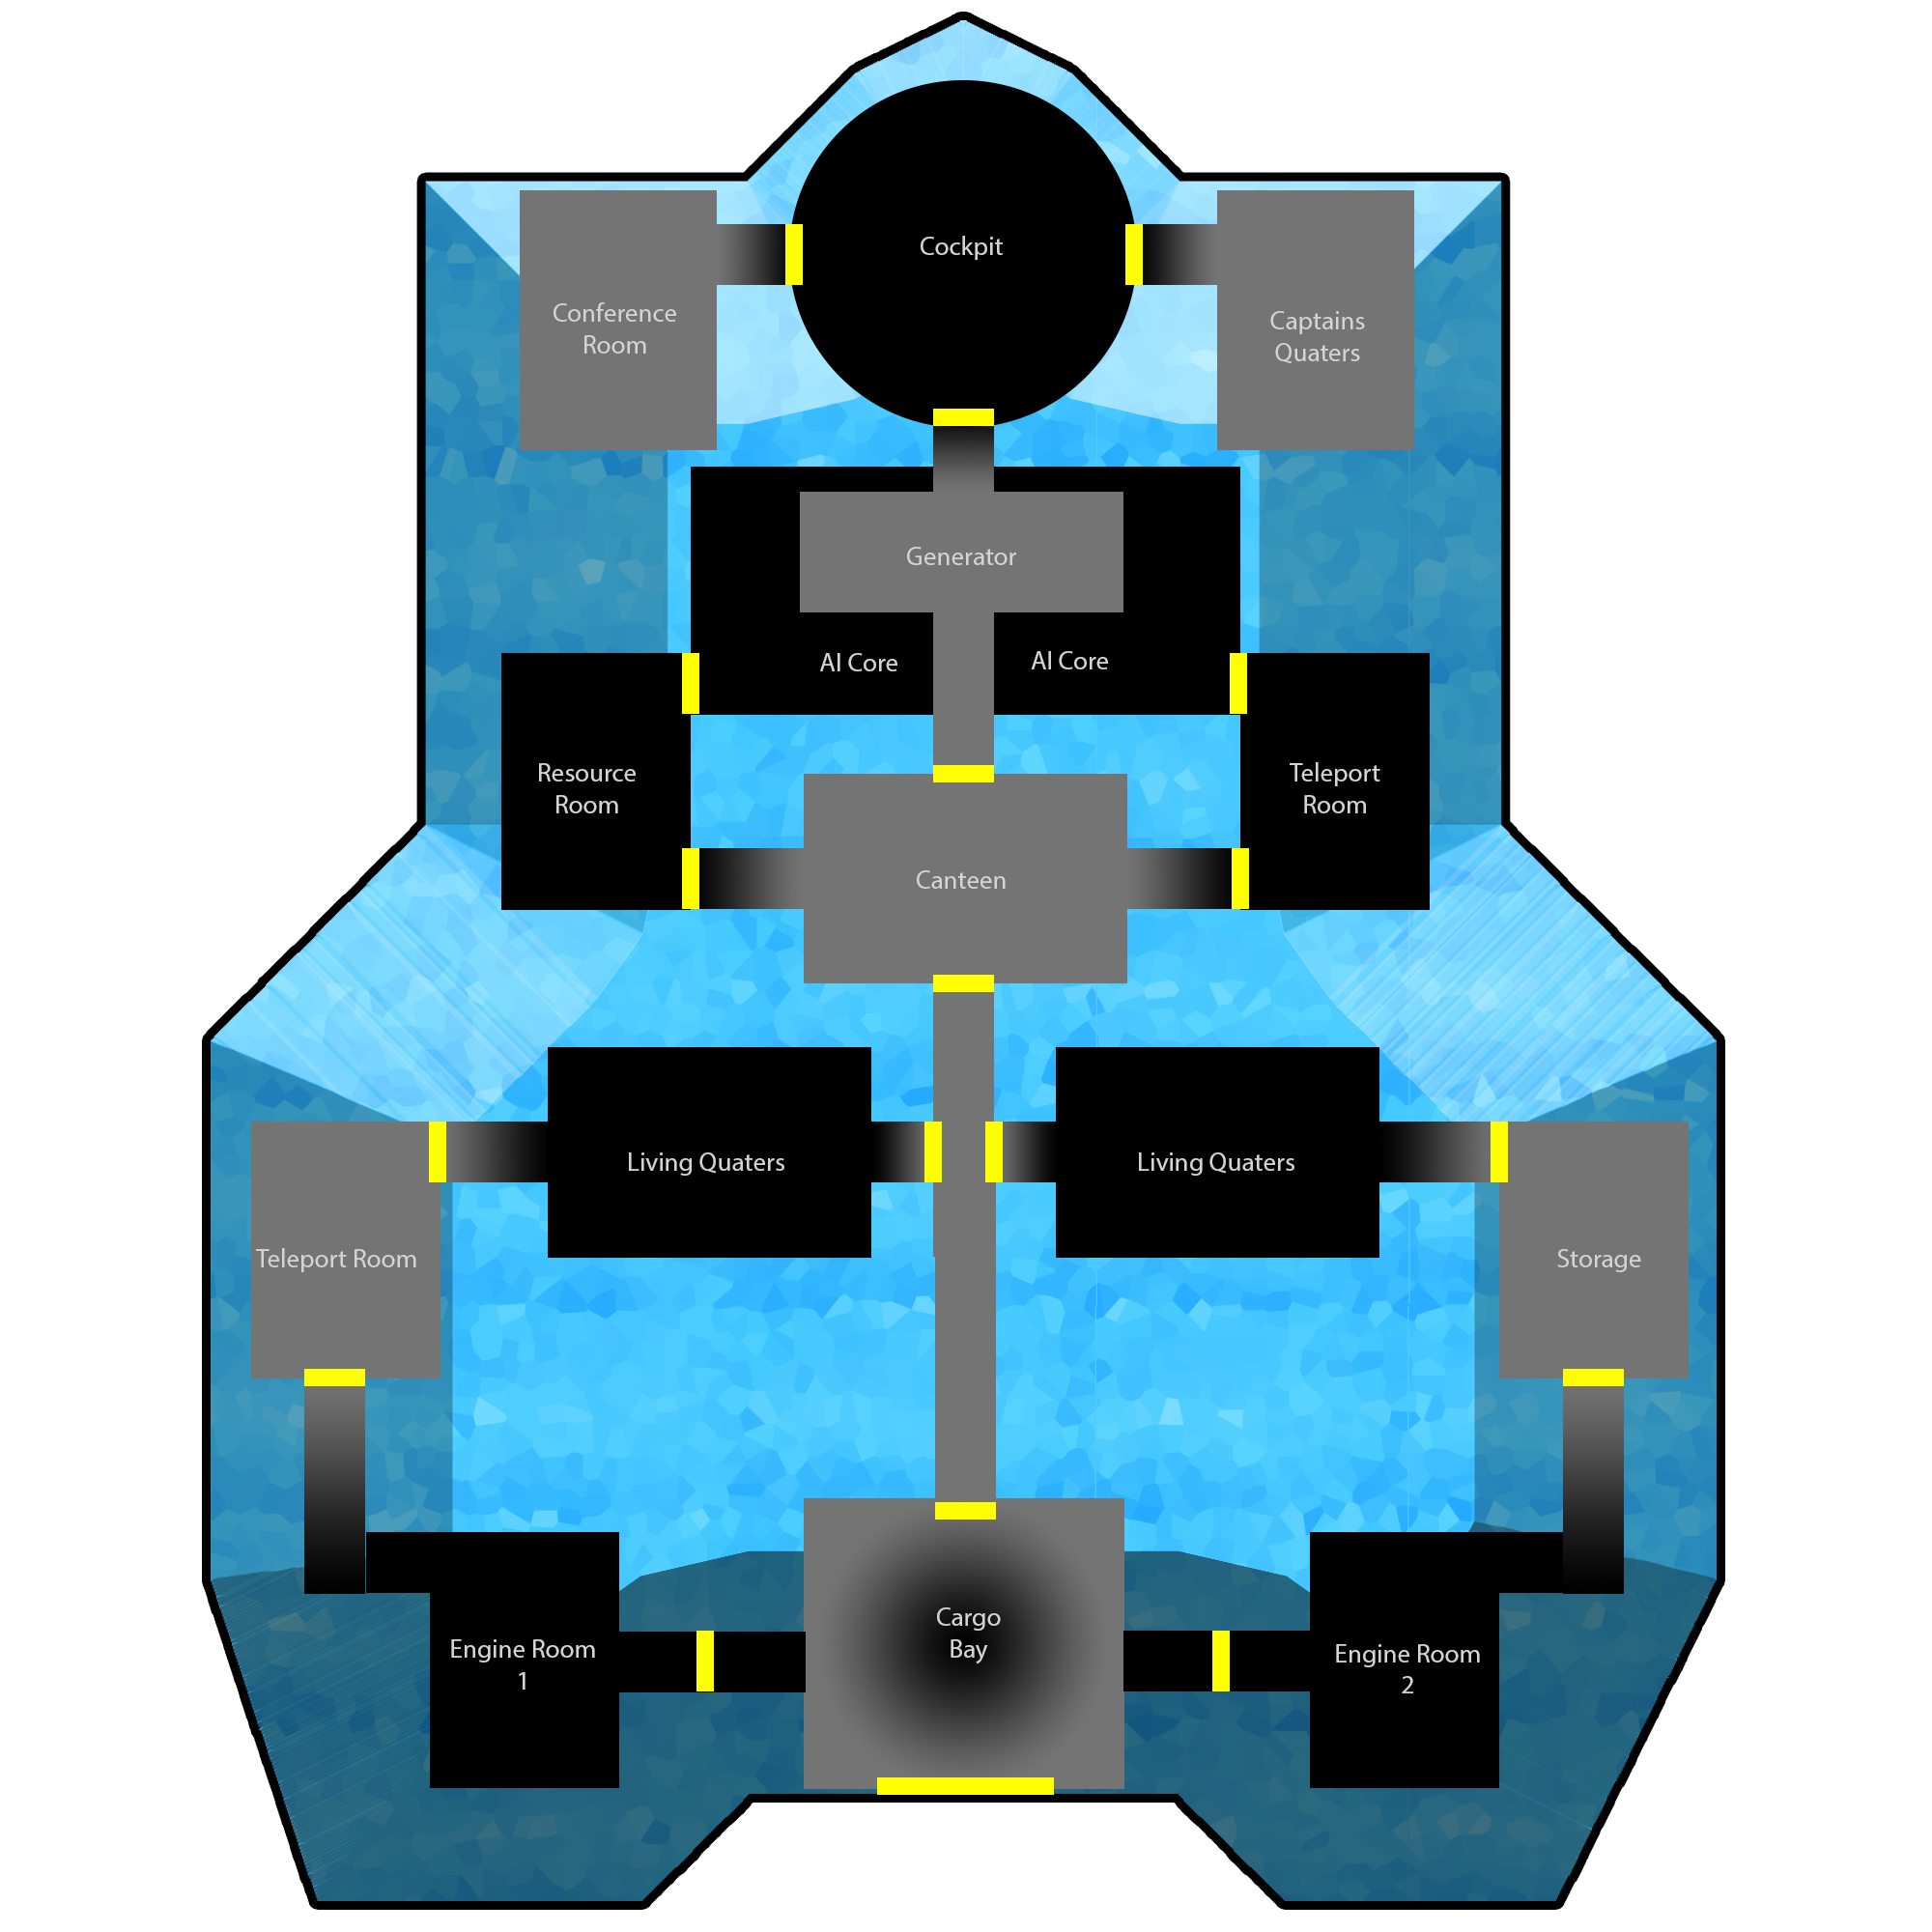 Cockpit
Conference
Room
Captains
Quaters
Generator
AI Core
AI Core
Resource
Room
Teleport
Room
Canteen
Living Quaters
Living Quaters
Teleport Room
Storage
Cargo
Bay
Engine Room
1
Engine Room
2